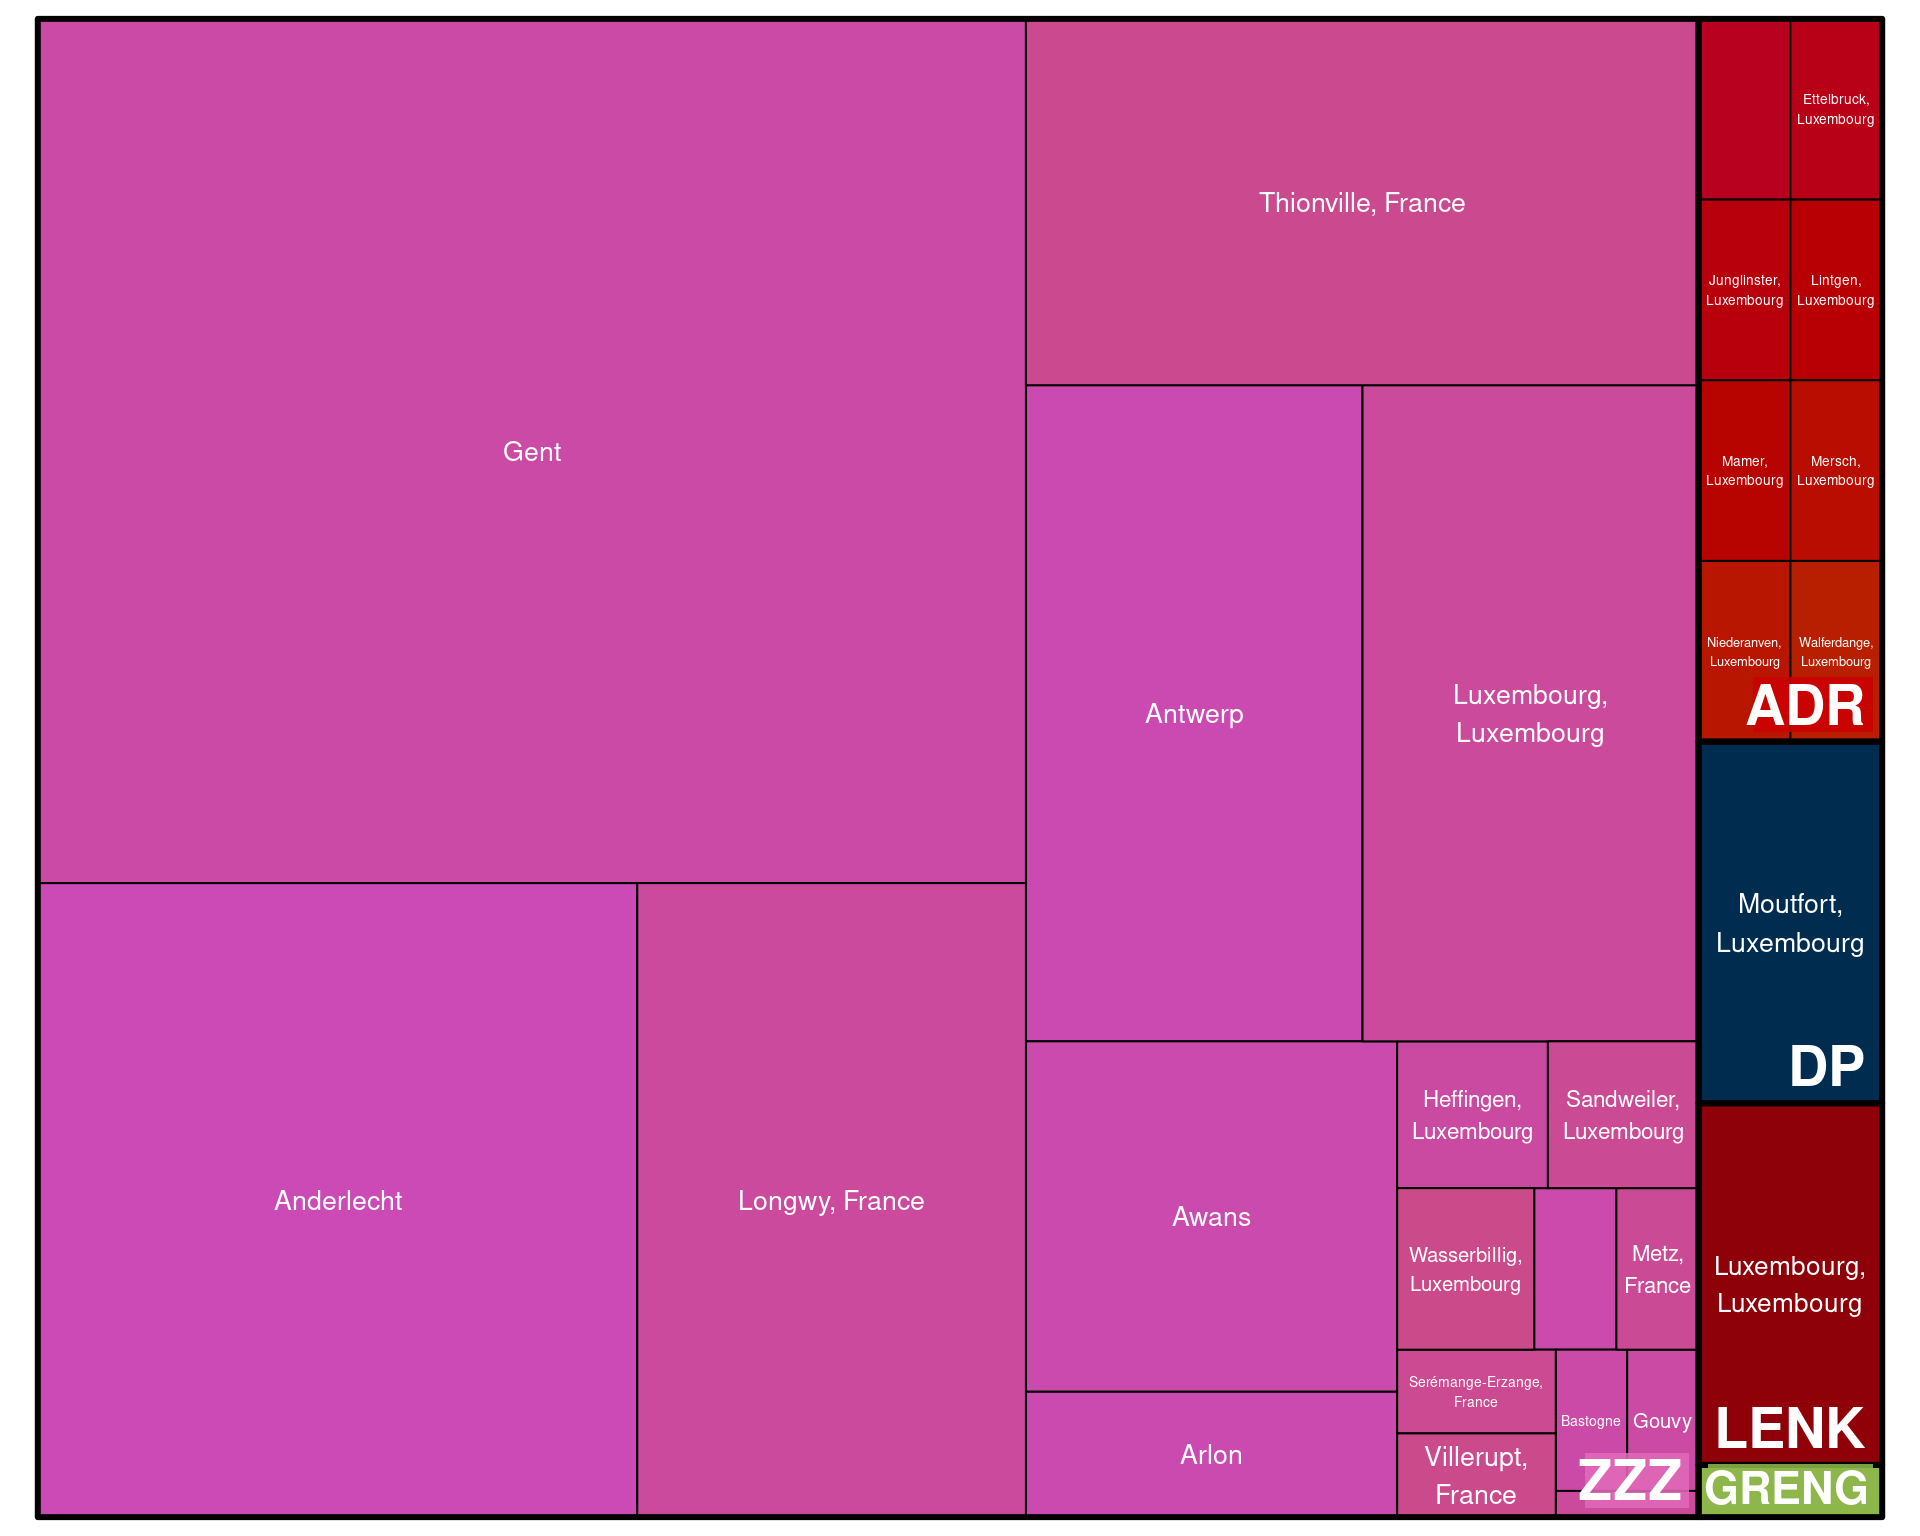 Gent
Thionville, France
Antwerp
Luxembourg,
Luxembourg
Anderlecht
Longwy, France
Awans
Arlon
Heffingen,
Luxembourg
Sandweiler,
Luxembourg
Wasserbillig,
Luxembourg
Metz,
France
Serémange-Erzange,
France
Villerupt,
France
Bastogne
Gouvy
ZZZ
Ettelbruck,
Luxembourg
Junglinster,
Luxembourg
Lintgen,
Luxembourg
Mamer,
Luxembourg
Mersch,
Luxembourg
Niederanven,
Luxembourg
Walferdange,
Luxembourg
ADR
Moutfort,
Luxembourg
DP
Luxembourg,
Luxembourg
LENK
GRENG